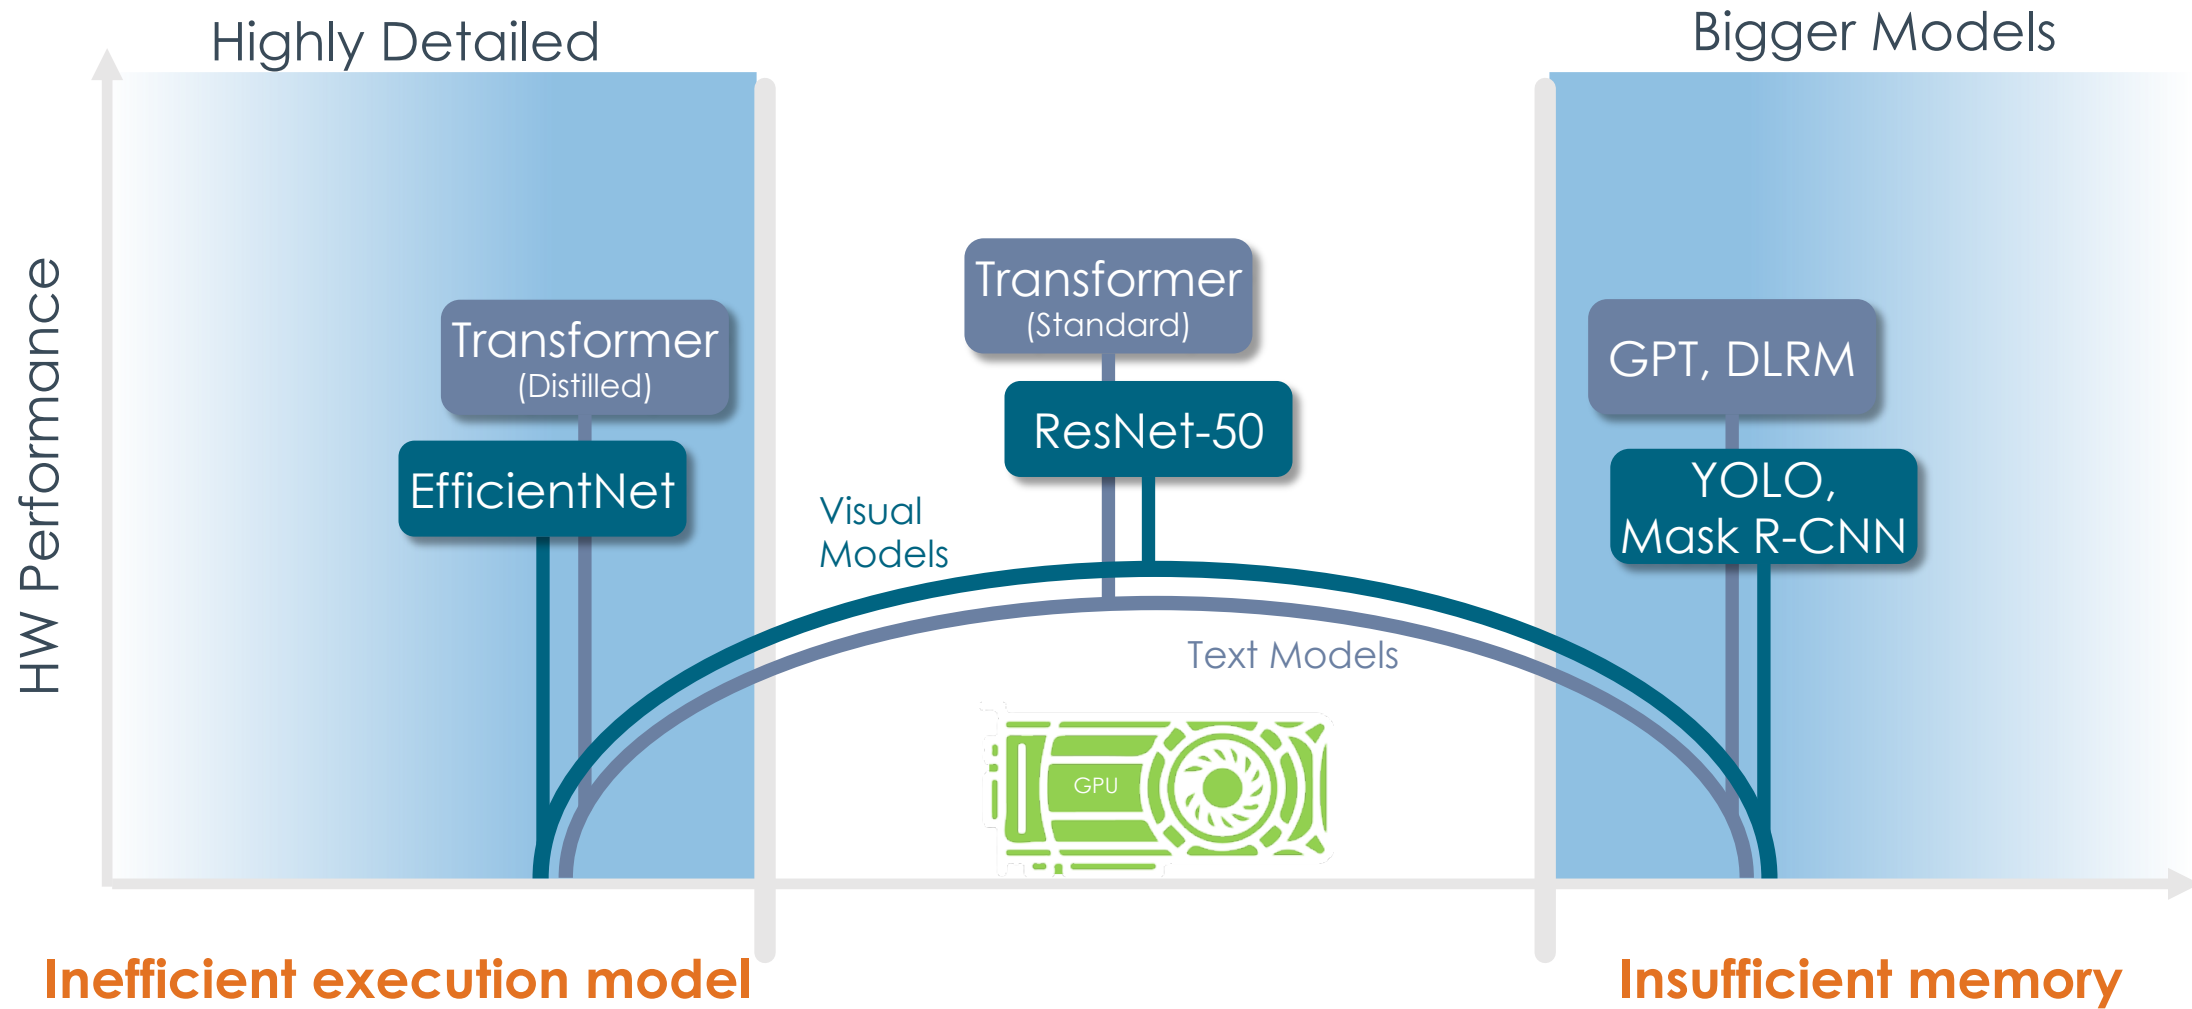 Highly Detailed
Bigger Models
HW Performance
Transformer
(Distilled)
EfficientNet
Transformer
(Standard)
ResNet-50
GPT, DLRM
YOLO,
Mask R-CNN
Visual
Models
Text Models
GPU
Inefficient execution model
Insufficient memory